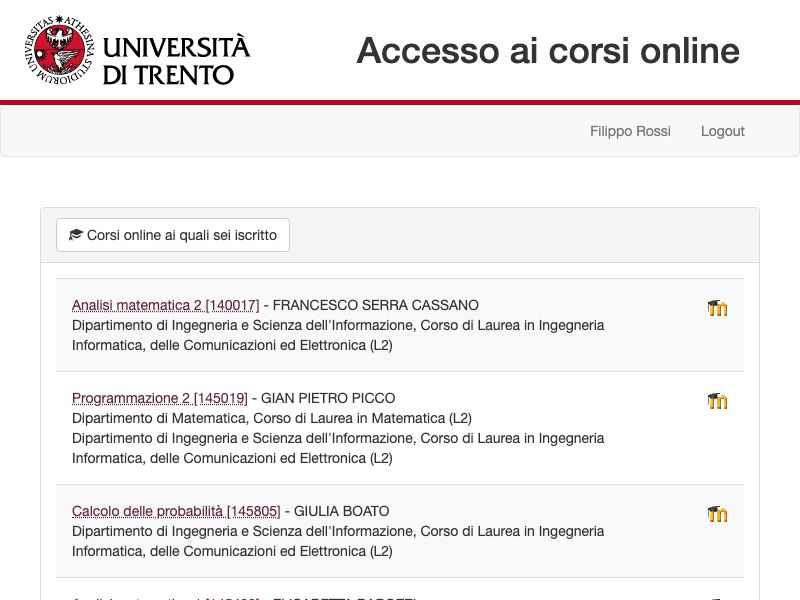 UNIVERSITAS ATHESINA STUDIORUM
UNIVERSITÀ
DI TRENTO
Accesso ai corsi online
Filippo Rossi Logout
Corsi online ai quali sei iscritto
Analisi matematica 2 [140017] - FRANCESCO SERRA CASSANO
Dipartimento di Ingegneria e Scienza dell'Informazione, Corso di Laurea in Ingegneria
Informatica, delle Comunicazioni ed Elettronica (L2)
Programmazione 2 [145019] - GIAN PIETRO PICCO
Dipartimento di Matematica, Corso di Laurea in Matematica (L2)
Dipartimento di Ingegneria e Scienza dell'Informazione, Corso di Laurea in Ingegneria
Informatica, delle Comunicazioni ed Elettronica (L2)
Calcolo delle probabilità [145805] - GIULIA BOATO
Dipartimento di Ingegneria e Scienza dell'Informazione, Corso di Laurea in Ingegneria
Informatica, delle Comunicazioni ed Elettronica (L2)